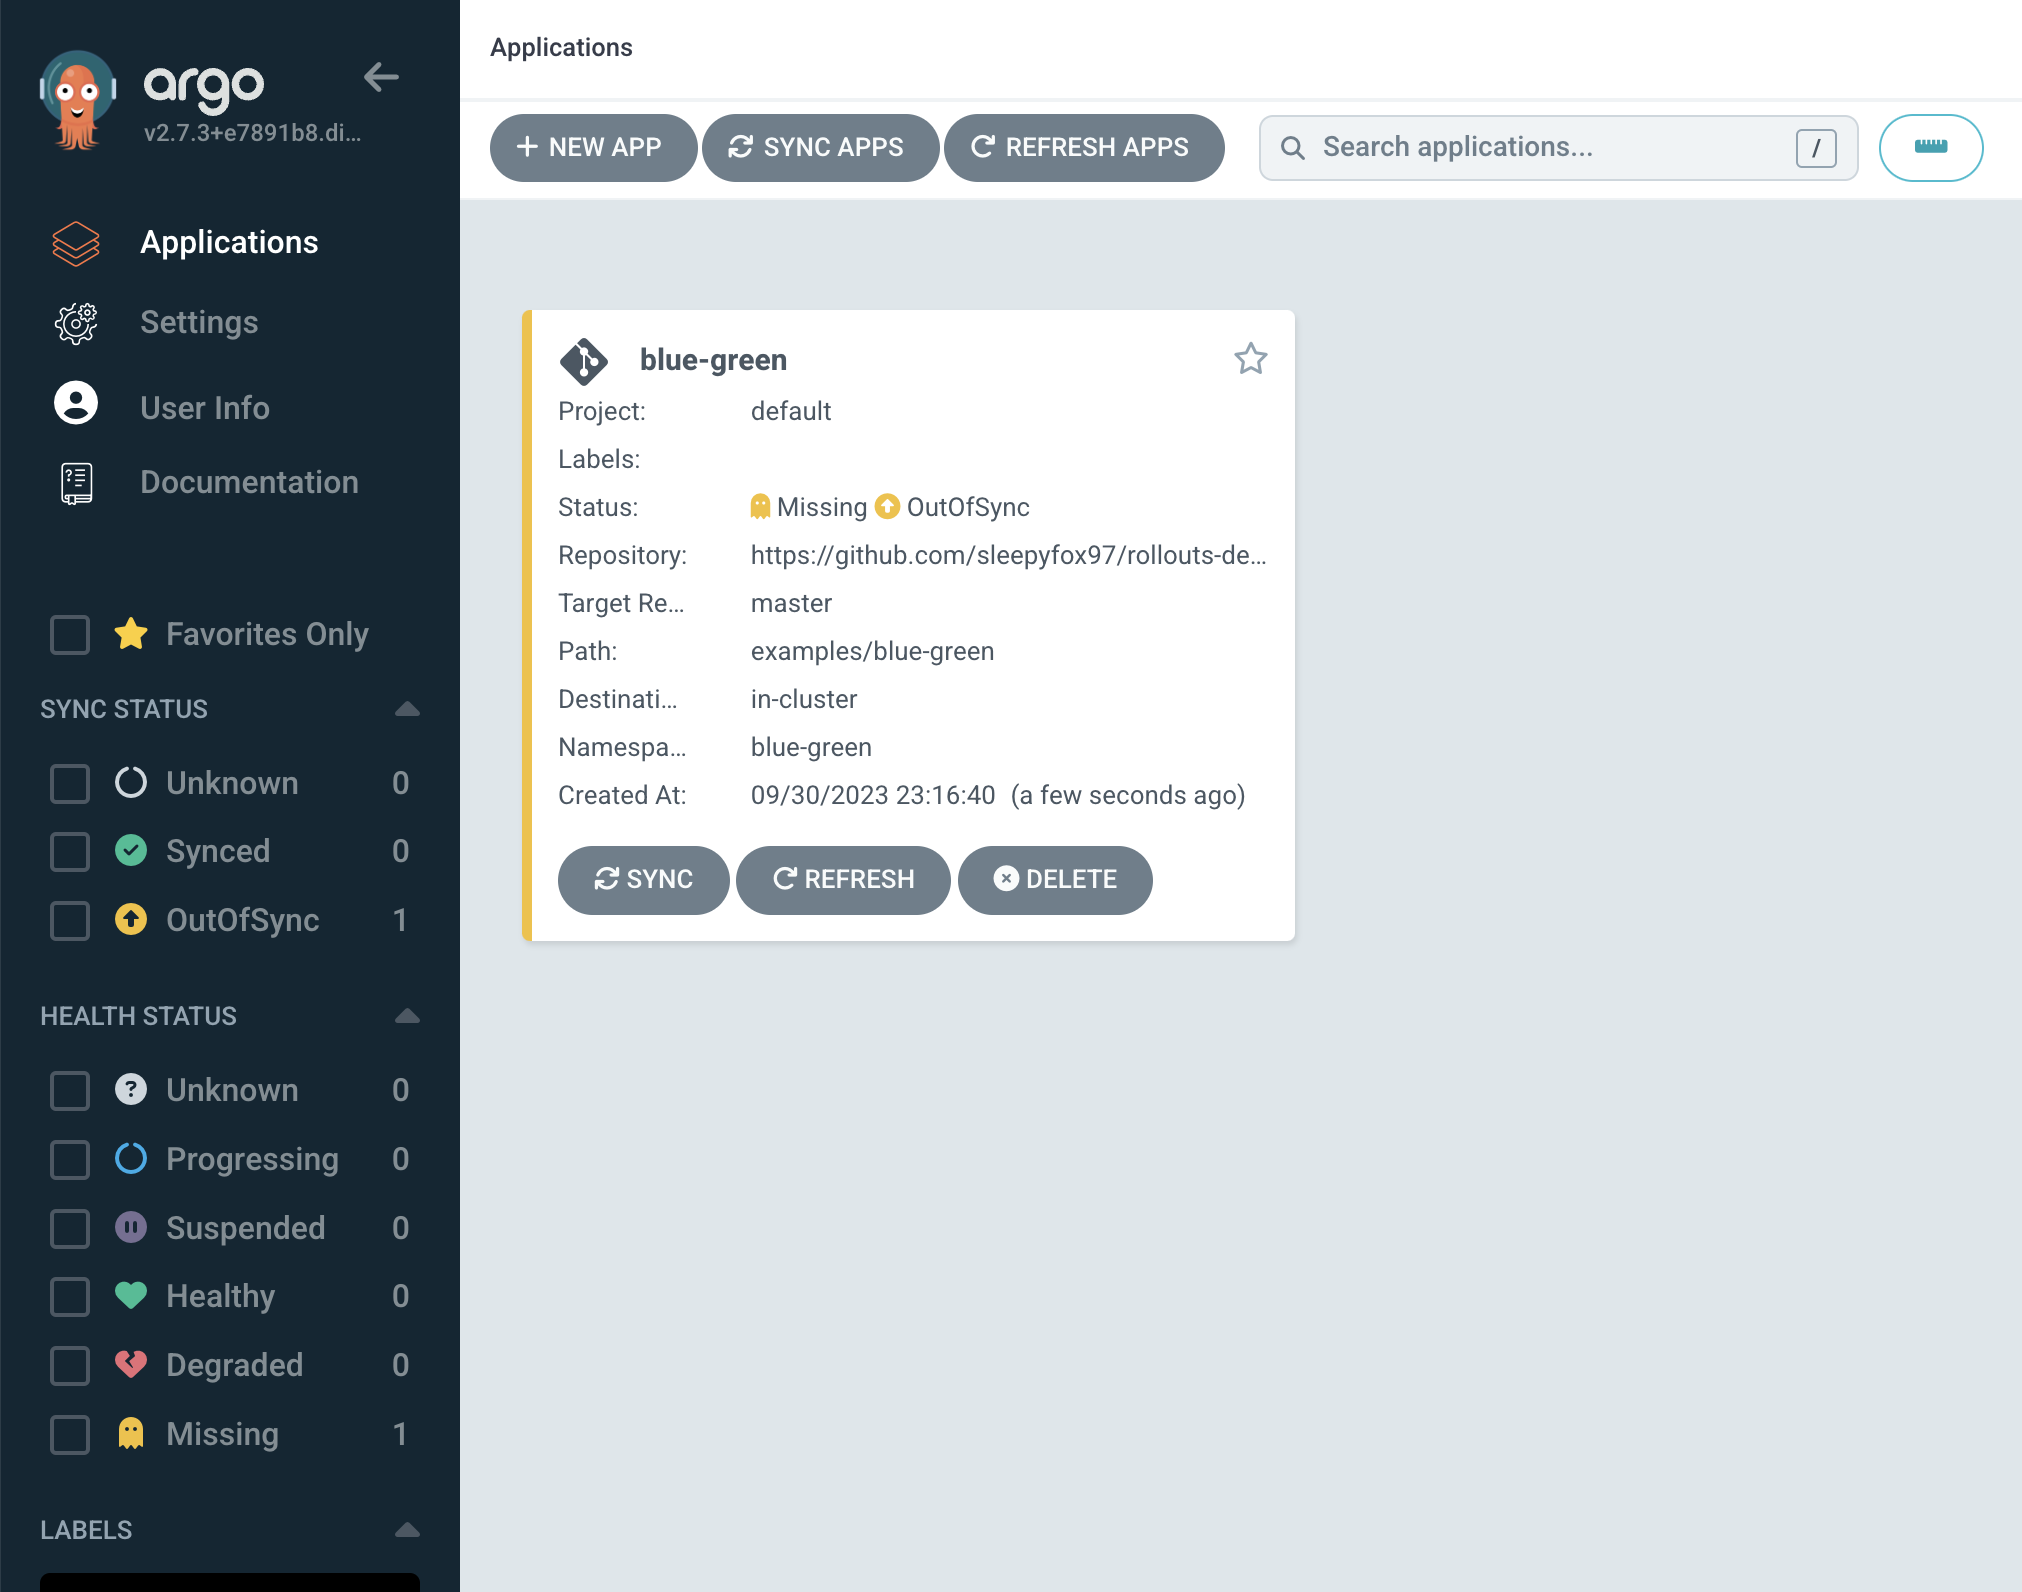 argo
v2.7.3+e7891b8.di...
Applications
Settings
User Info
Documentation
Favorites Only
SYNC STATUS
Unknown 0
Synced 0
OutOfSync 1
HEALTH STATUS
Unknown 0
Progressing 0
Suspended 0
Healthy 0
Degraded 0
Missing 1
LABELS
Applications
NEW APP SYNC APPS REFRESH APPS Search applications... /
blue-green
Project: default
Labels:
Status: Missing OutOfSync
Repository: https://github.com/sleepyfox97/rollouts-de...
Target Re... master
Path: examples/blue-green
Destinati... in-cluster
Namespa... blue-green
Created At: 09/30/2023 23:16:40 (a few seconds ago)
SYNC REFRESH DELETE